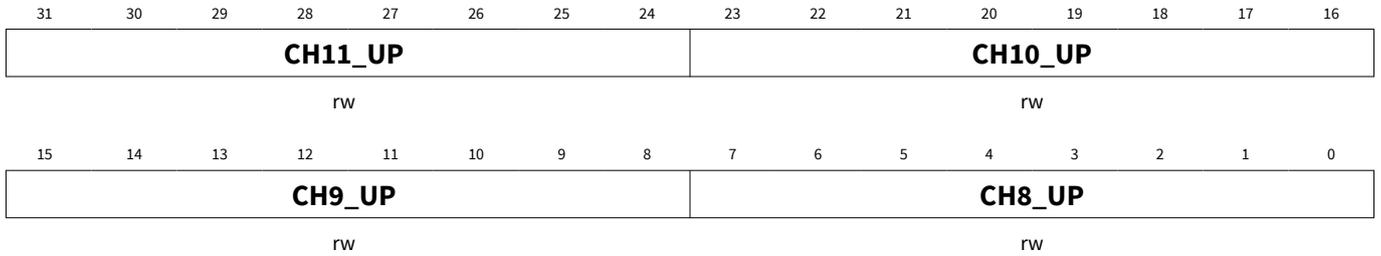 31 30 29 28 27 26 25 24 23 22 21 20 19 18 17 16
CH11_UP CH10_UP
rw rw
15 14 13 12 11 10 9 8 7 6 5 4 3 2 1 0
CH9_UP CH8_UP
rw rw